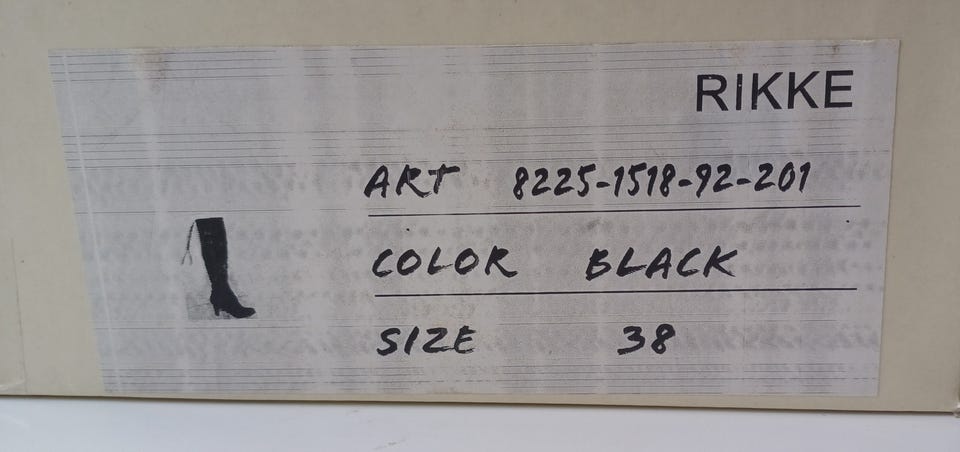 RIKKE
ART 8225-1518-92-201
COLOR BLACK
SIZE 38